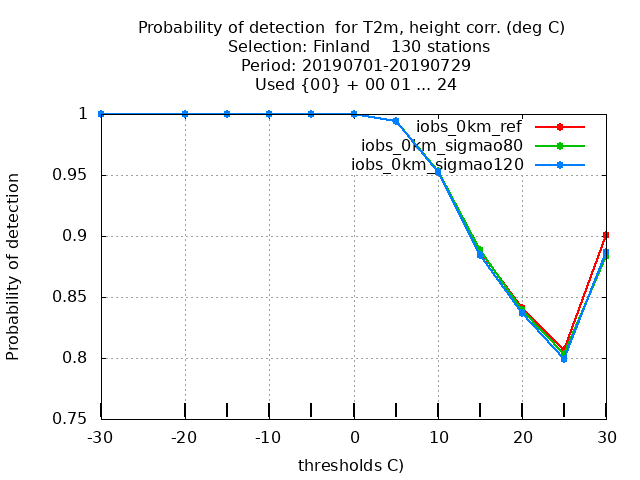 Probability of detection  for T2m, height corr. (deg C)
Selection: Finland    130 stations
Period: 20190701-20190729
Used {00} + 00 01 ... 24
iobs_0km_ref
iobs_0km_sigmao80
iobs_0km_sigmao120
Probability of detection
1
0.95
0.9
0.85
0.8
0.75
-30 -20 -10 0 10 20 30
thresholds C)